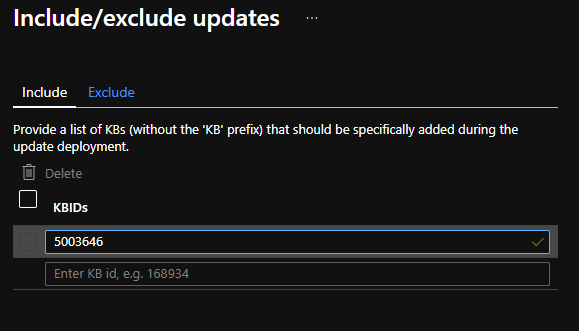 Include/exclude updates ...
Include Exclude
Provide a list of KBs (without the 'KB' prefix) that should be specifically added during the
update deployment.
Delete
KBIDs
5003646
Enter KB id, e.g. 168934